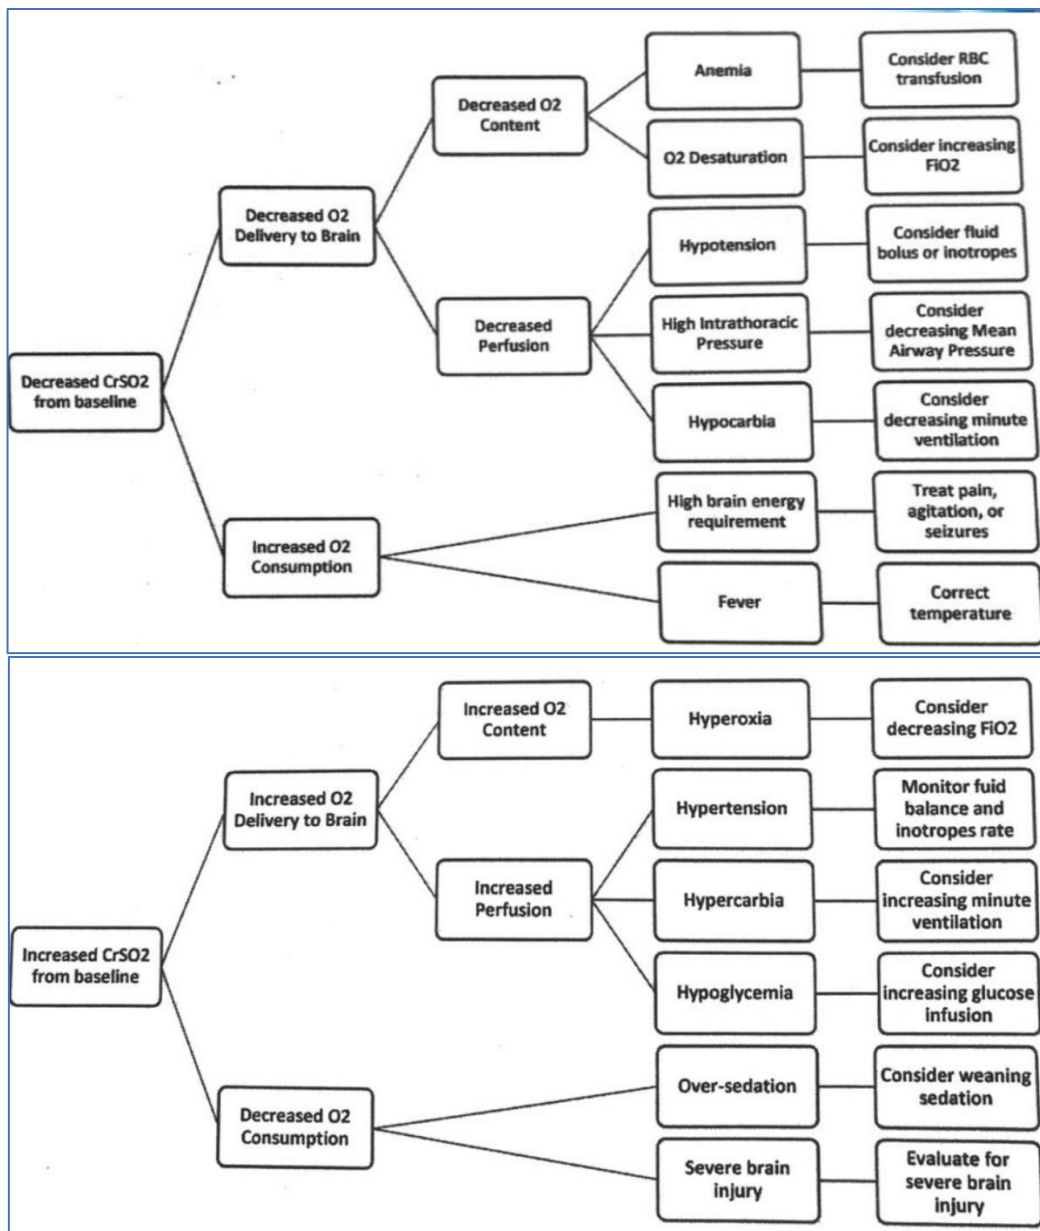 Anemia
Consider RBC
transfusion
Decreased O2
Content
O2 Desaturation
Consider increasing
FiO2
Decreased O2
Delivery to Brain
Hypotension
Consider fluid
bolus or inotropes
Decreased
Perfusion
High Intrathoracic
Pressure
Consider
decreasing Mean
Airway Pressure
Decreased CrSO2
from baseline
Hypocarbia
Consider
decreasing minute
ventilation
High brain energy
requirement
Treat pain,
agitation, or
seizures
Increased O2
Consumption
Fever
Correct
temperature
Increased O2
Content
Hyperoxia
Consider
decreasing FiO2
Increased O2
Delivery to Brain
Hypertension
Monitor fuid
balance and
inotropes rate
Increased
Perfusion
Hypercarbia
Consider
increasing minute
ventilation
Increased CrSO2
from baseline
Hypoglycemia
Consider
increasing glucose
infusion
Over-sedation
Consider weaning
sedation
Decreased O2
Consumption
Severe brain
injury
Evaluate for
severe brain
injury